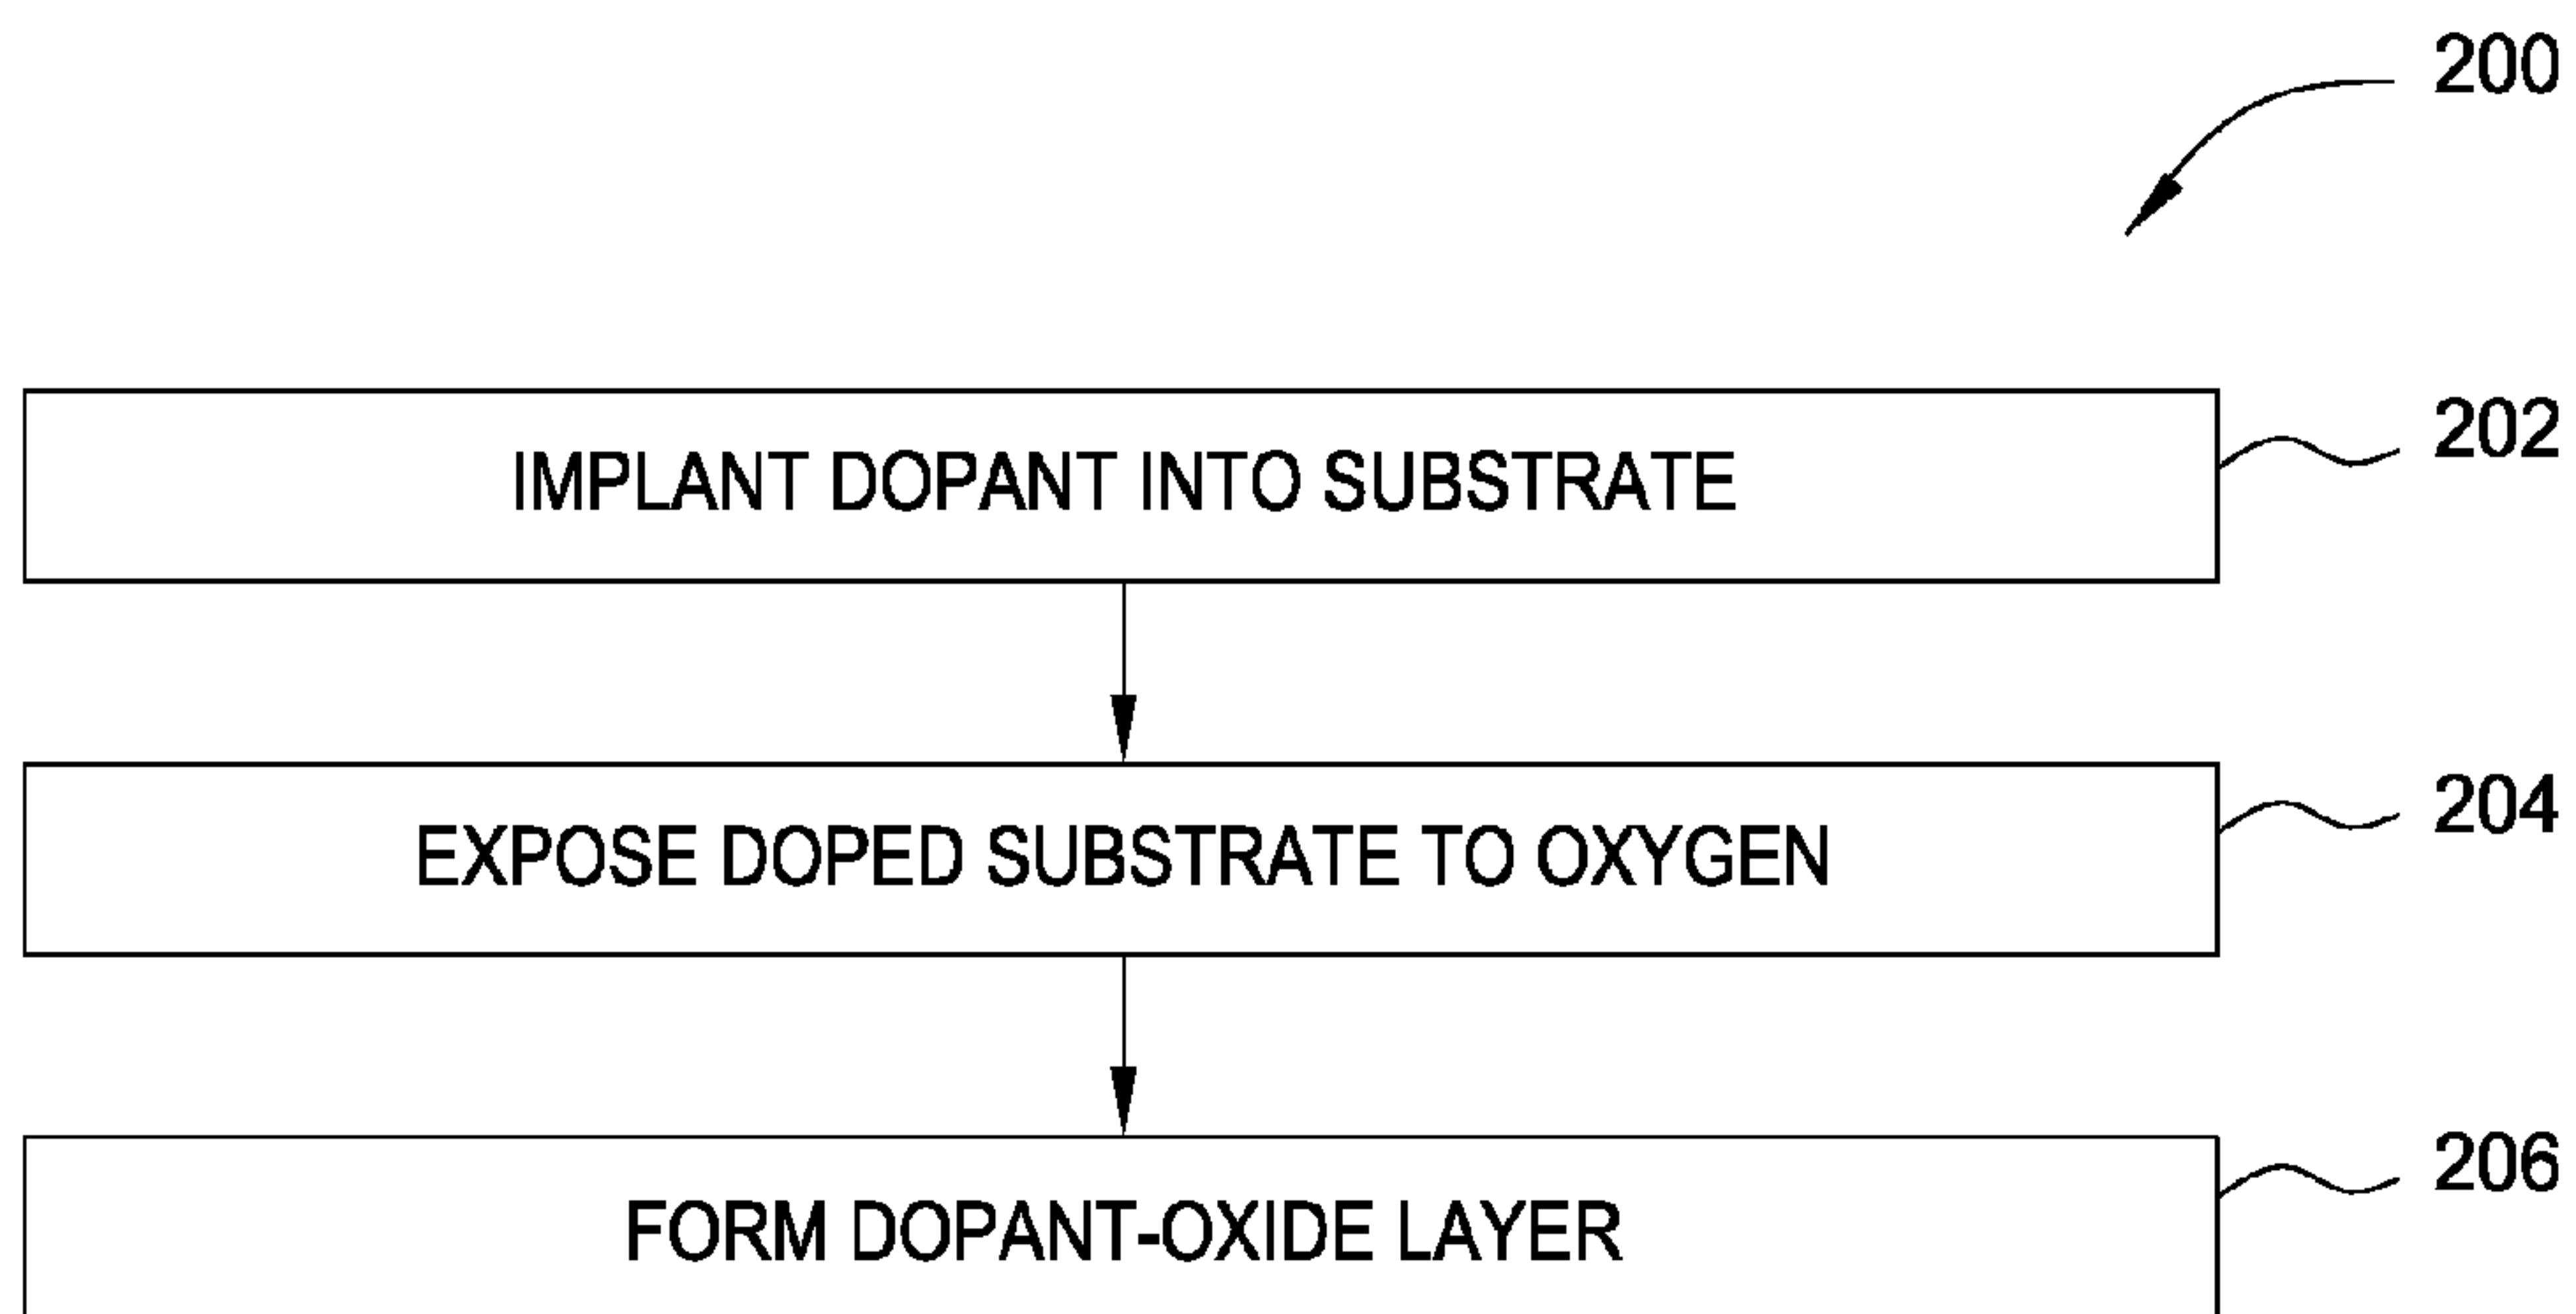 200
IMPLANT DOPANT INTO SUBSTRATE
202
EXPOSE DOPED SUBSTRATE TO OXYGEN
204
FORM DOPANT-OXIDE LAYER
206